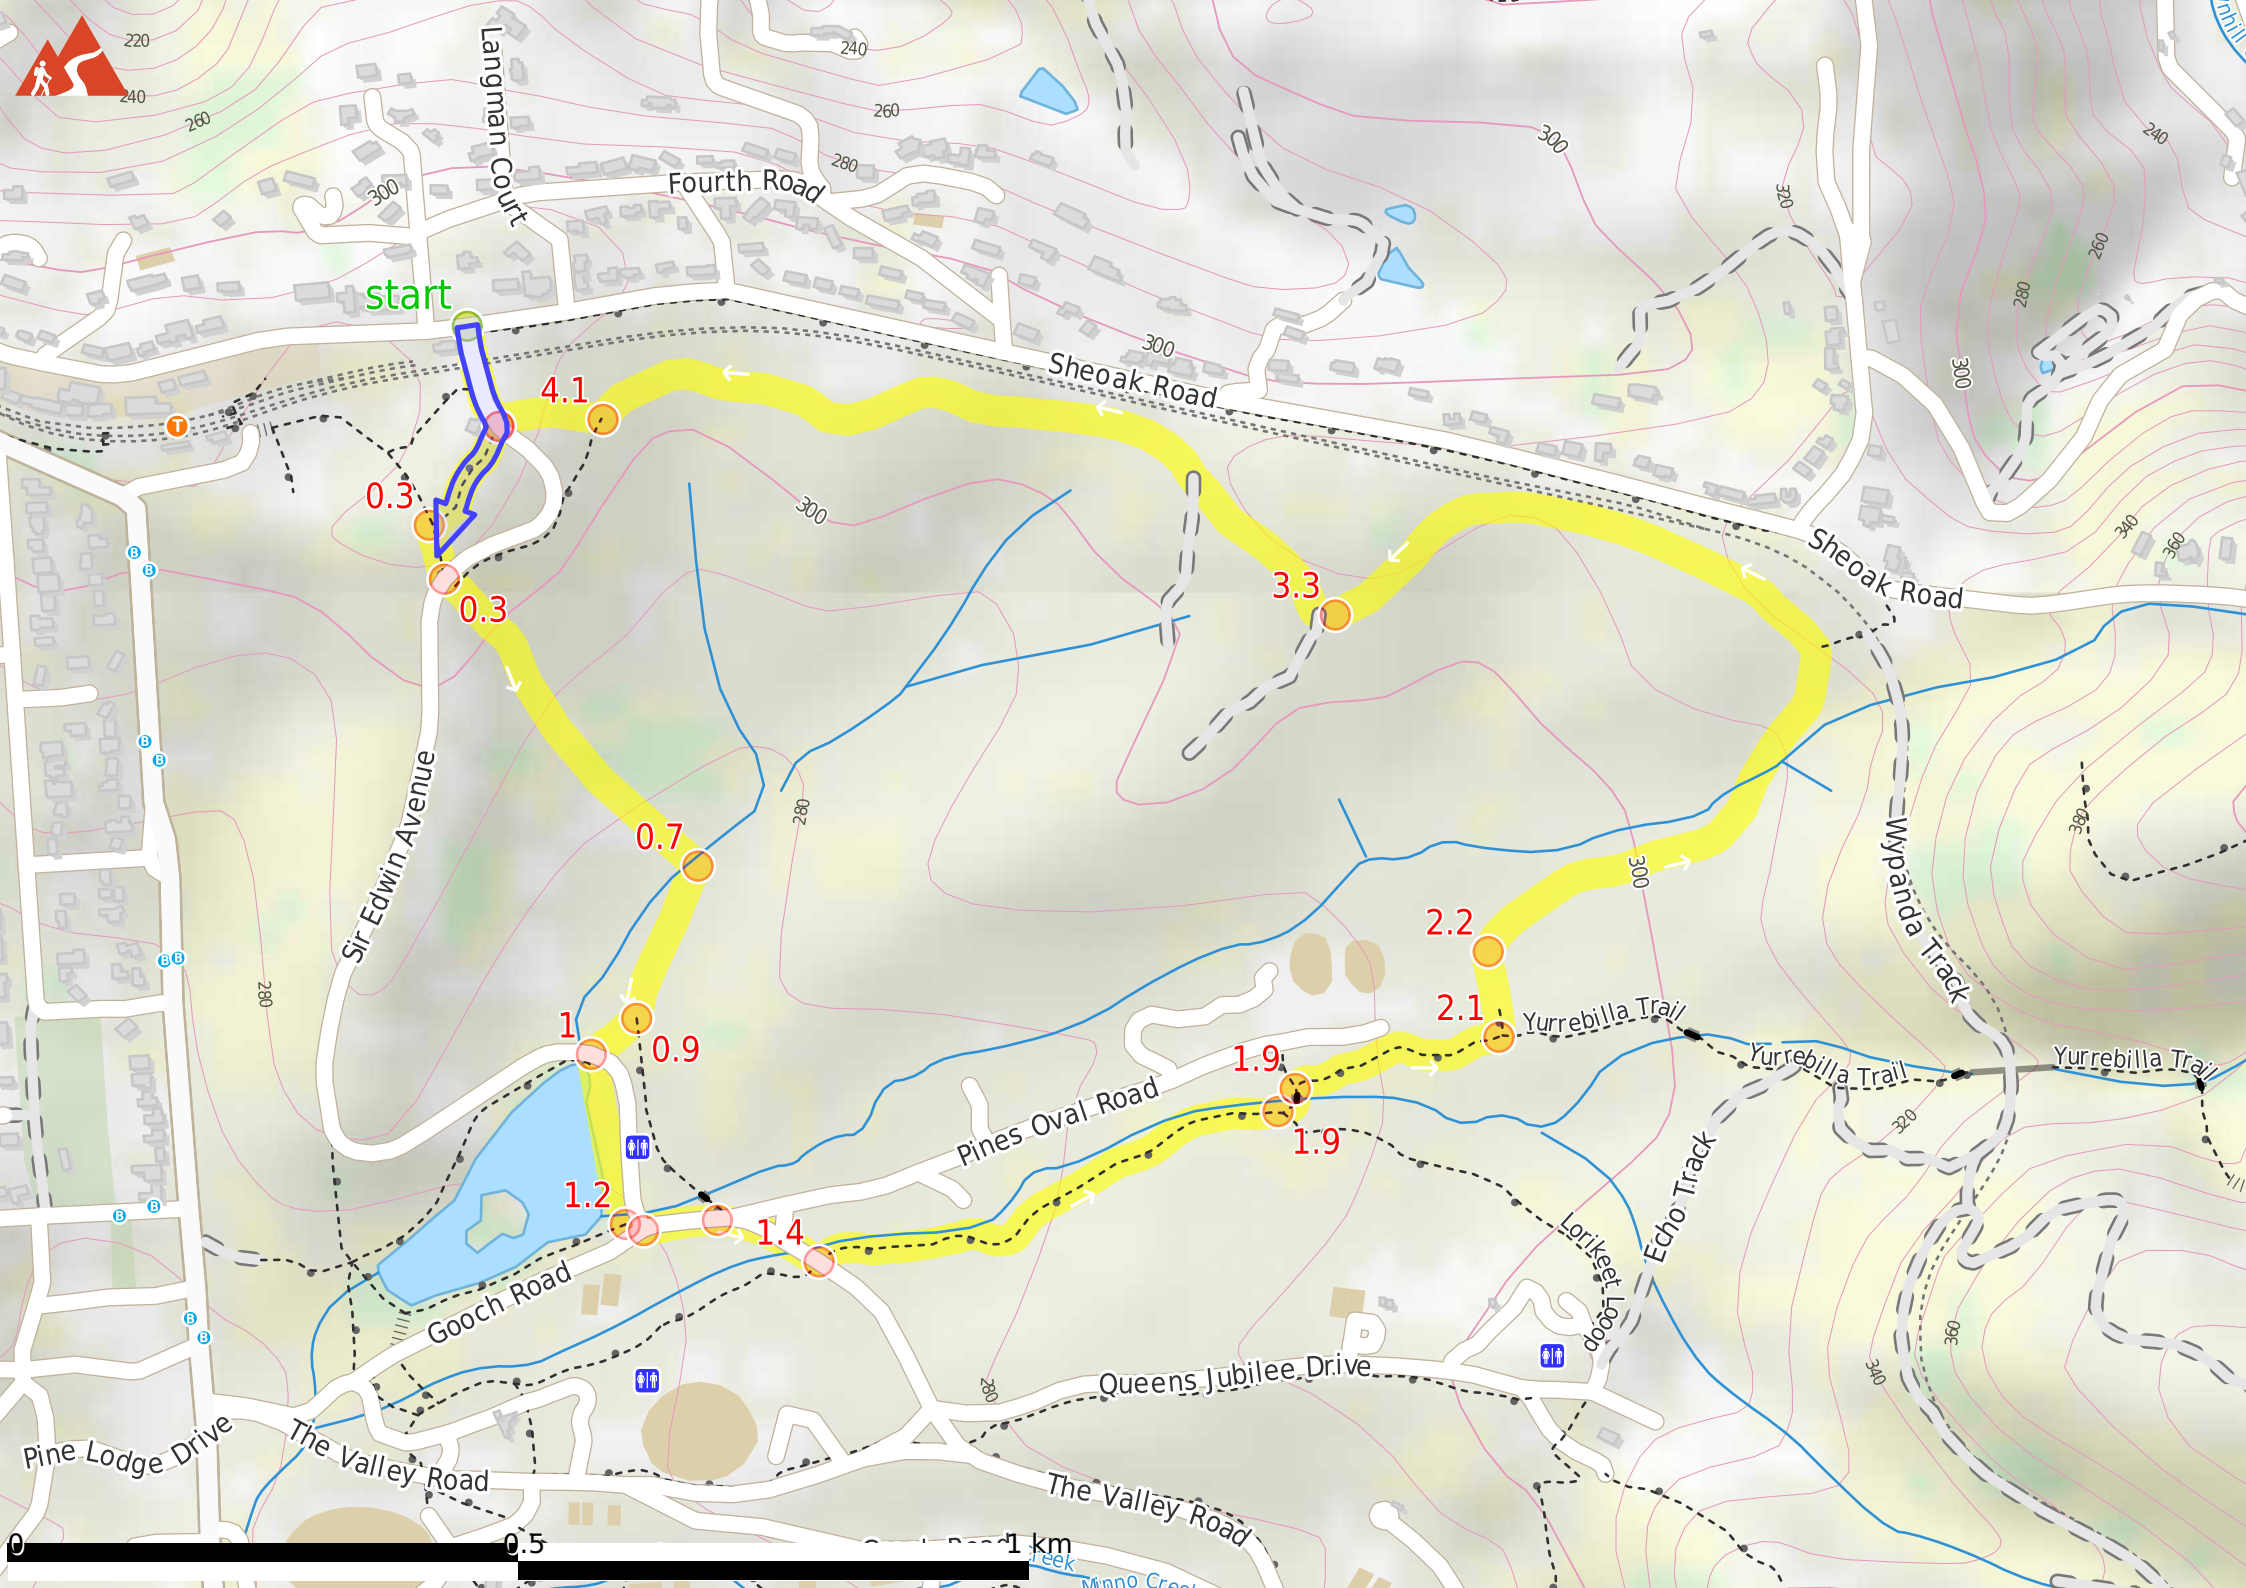 220
240
260
300
Langman Court
240
260
280
Fourth Road
300
320
240
260
280
300
start
4.1
T
0.3
0.3
300
Sheoak Road
300
Sheoak Road
340
360
3.3
B
B
B
B
Sir Edwin Avenue
0.7
280
300
380
Wypanda Track
2.2
2.1
B
B
280
1
0.9
1.9
1.9
Yurrebilla Trail
Yurrebilla Trail
Yurrebilla Trail
Pines Oval Road
320
Echo Track
Lorikeet Loop
1.2
1.4
B
B
B
B
Gooch Road
360
340
280
Queens Jubilee Drive
Pine Lodge Drive
The Valley Road
The Valley Road
0
0.5
1 km
Minno Creek